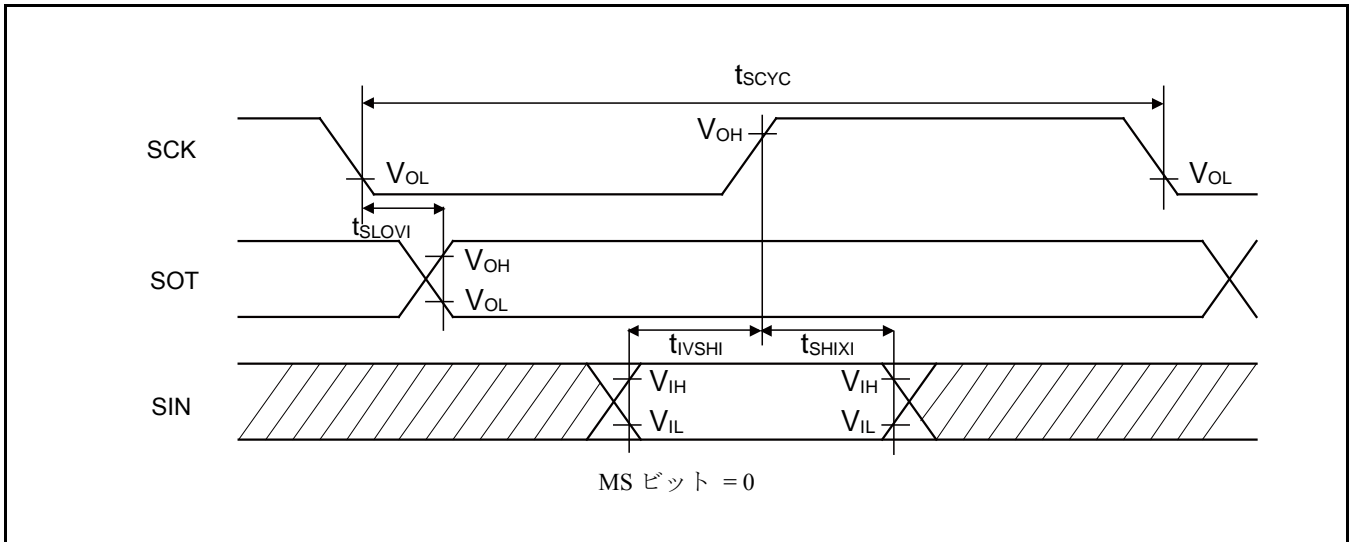 tSCYC
SCK
VOH
VOL
VOL
tSLOVI
SOT
VOH
VOL
tIVSHI
tSHIXI
SIN
VIH
VIH
VIL
VIL
MS ビット = 0